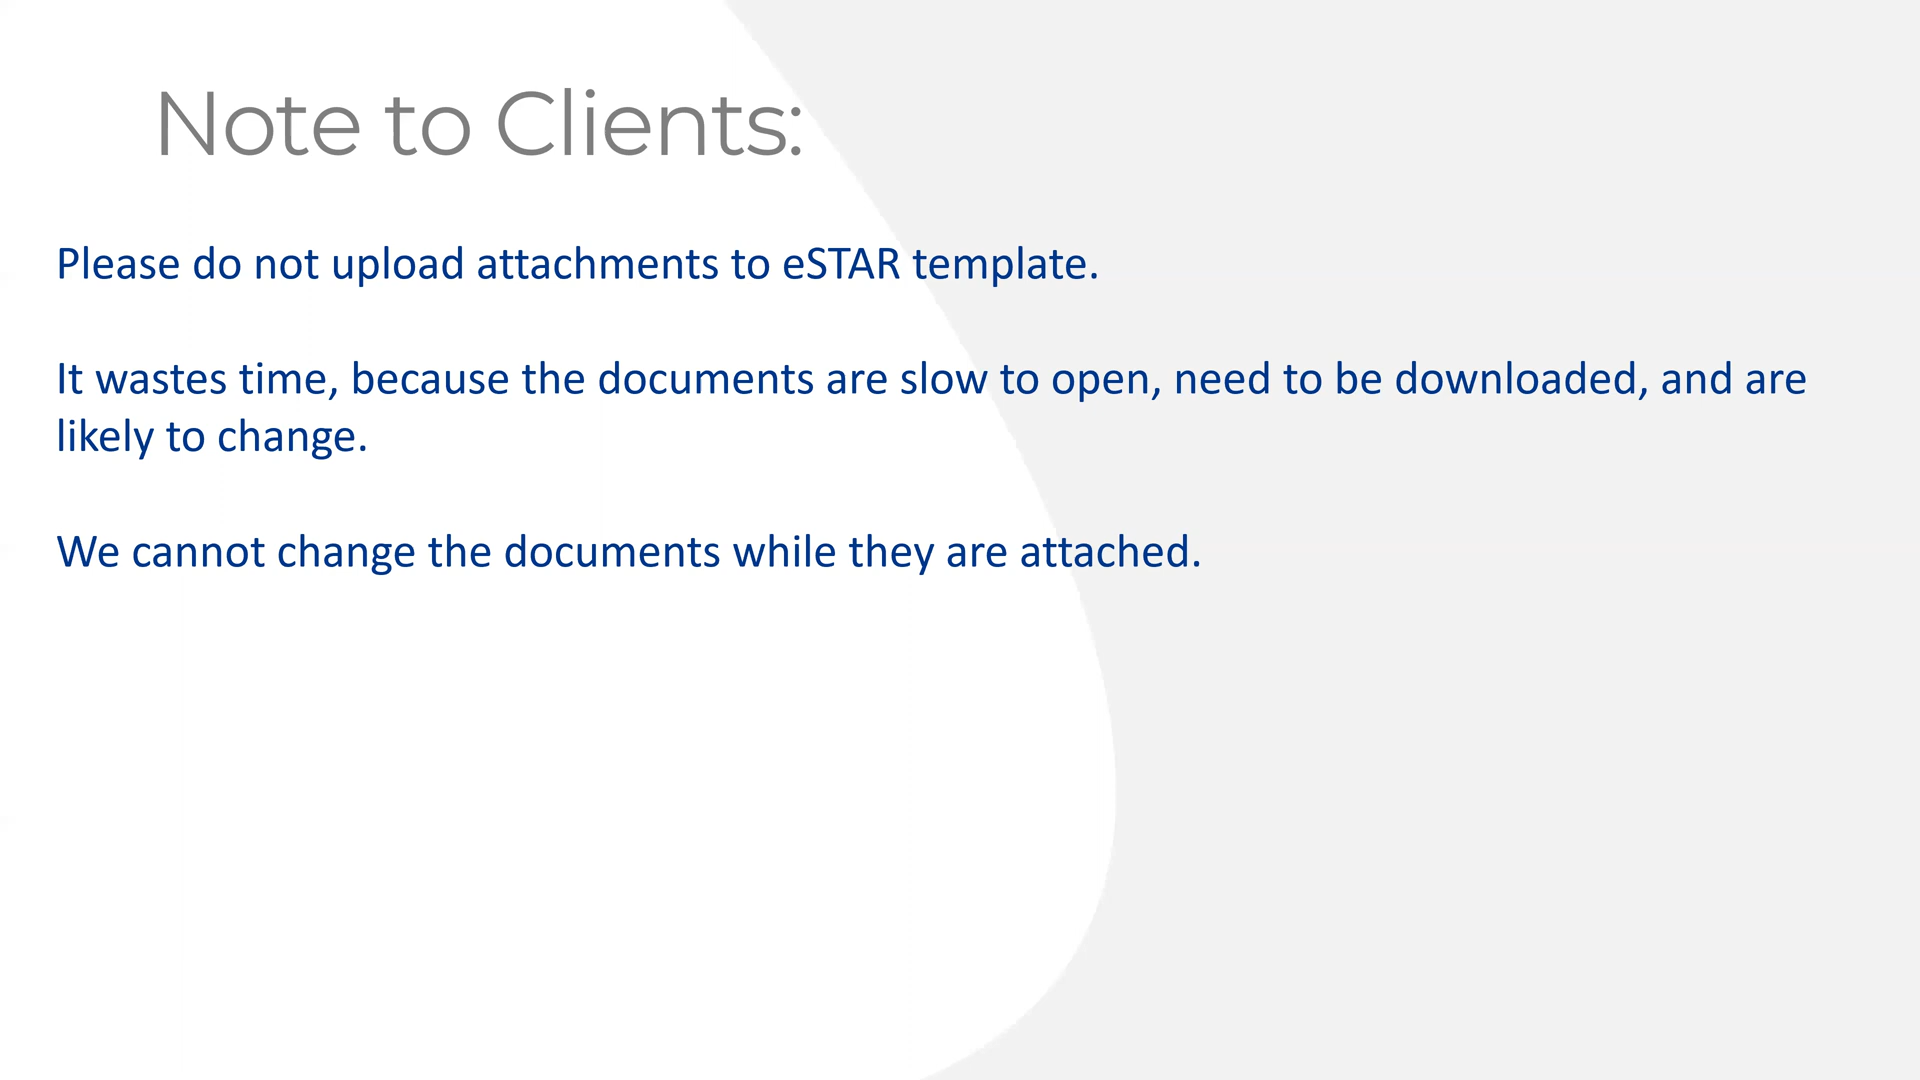 Note to Clients:
Please do not upload attachments to eSTAR template.
It wastes time, because the documents are slow to open, need to be downloaded, and are
likely to change.
We cannot change the documents while they are attached.